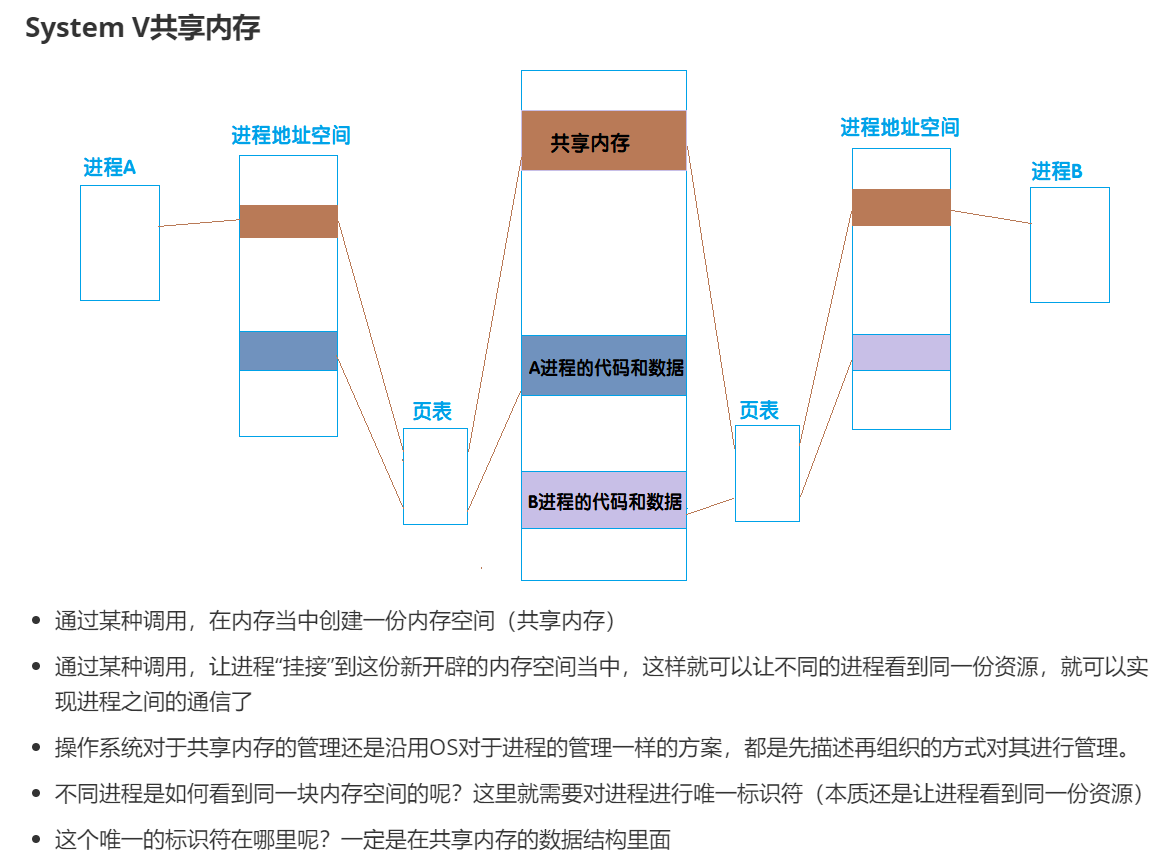 System V共享内存
进程地址空间
进程A
共享内存
进程地址空间
进程B
A进程的代码和数据
页表
页表
B进程的代码和数据
通过某种调用，在内存当中创建一份内存空间（共享内存）
通过某种调用，让进程“挂接”到这份新开辟的内存空间当中，这样就可以让不同的进程看到同一份资源，就可以实
现进程之间的通信了
操作系统对于共享内存的管理还是沿用OS对于进程的管理一样的方案，都是先描述再组织的方式对其进行管理。
不同进程是如何看到同一块内存空间的呢？这里就需要对进程进行唯一标识符（本质还是让进程看到同一份资源）
这个唯一的标识符在哪里呢？一定是在共享内存的数据结构里面